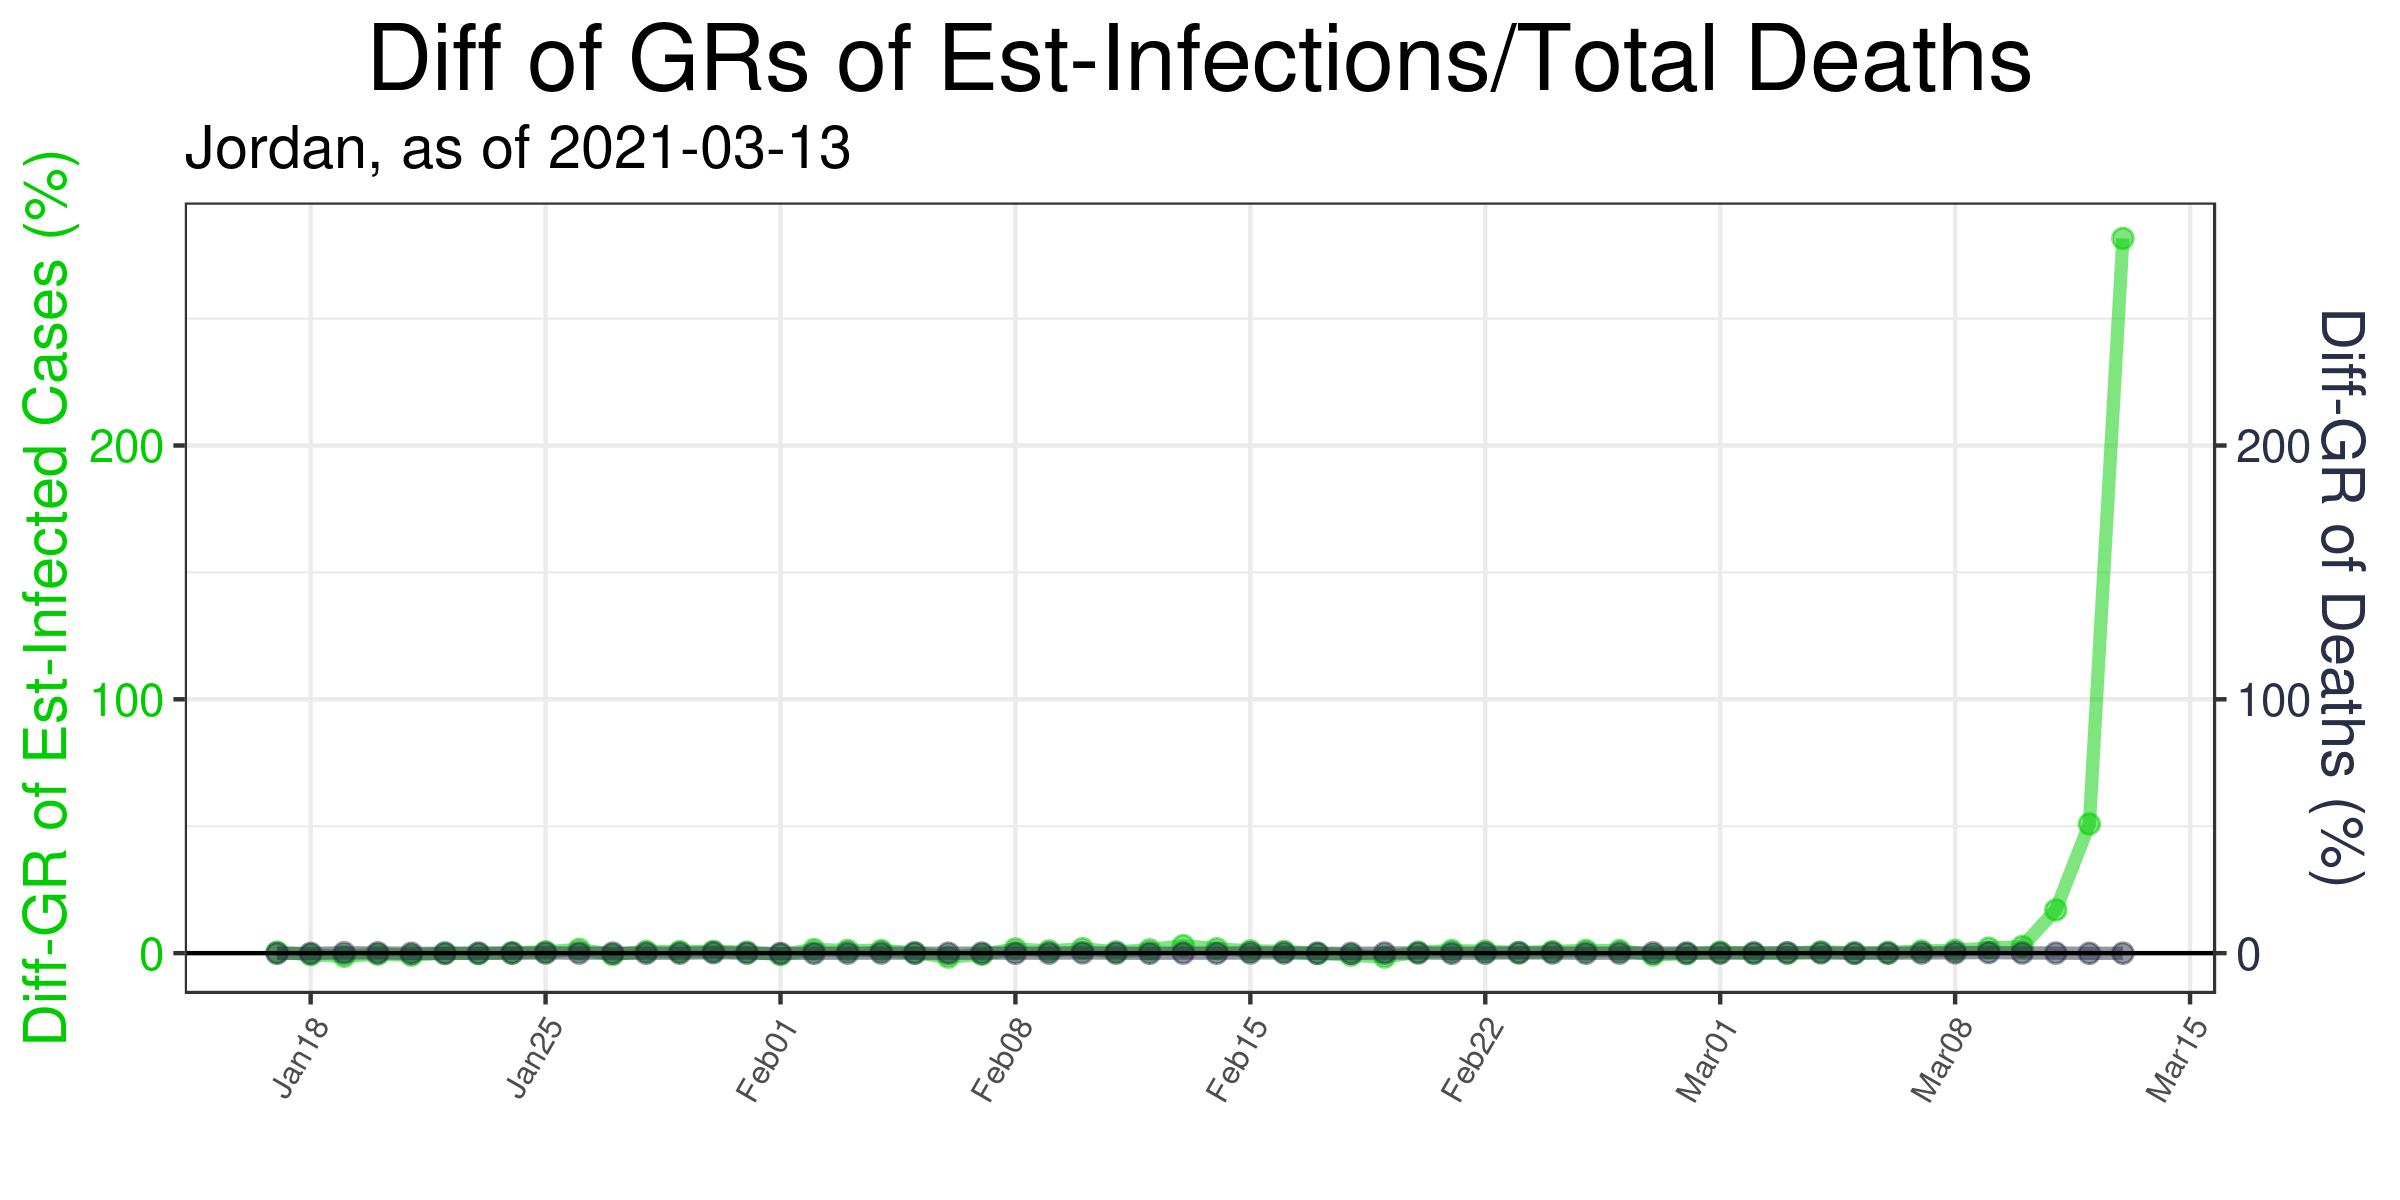 Diff of GRs of Est-Infections/Total Deaths
Jordan, as of 2021-03-13
Diff-GR of Est-Infected Cases (%)
200
100
0
200
100
0
Diff-GR of Deaths (%)
Jan18
Jan25
Feb01
Feb08
Feb15
Feb22
Mar01
Mar08
Mar15